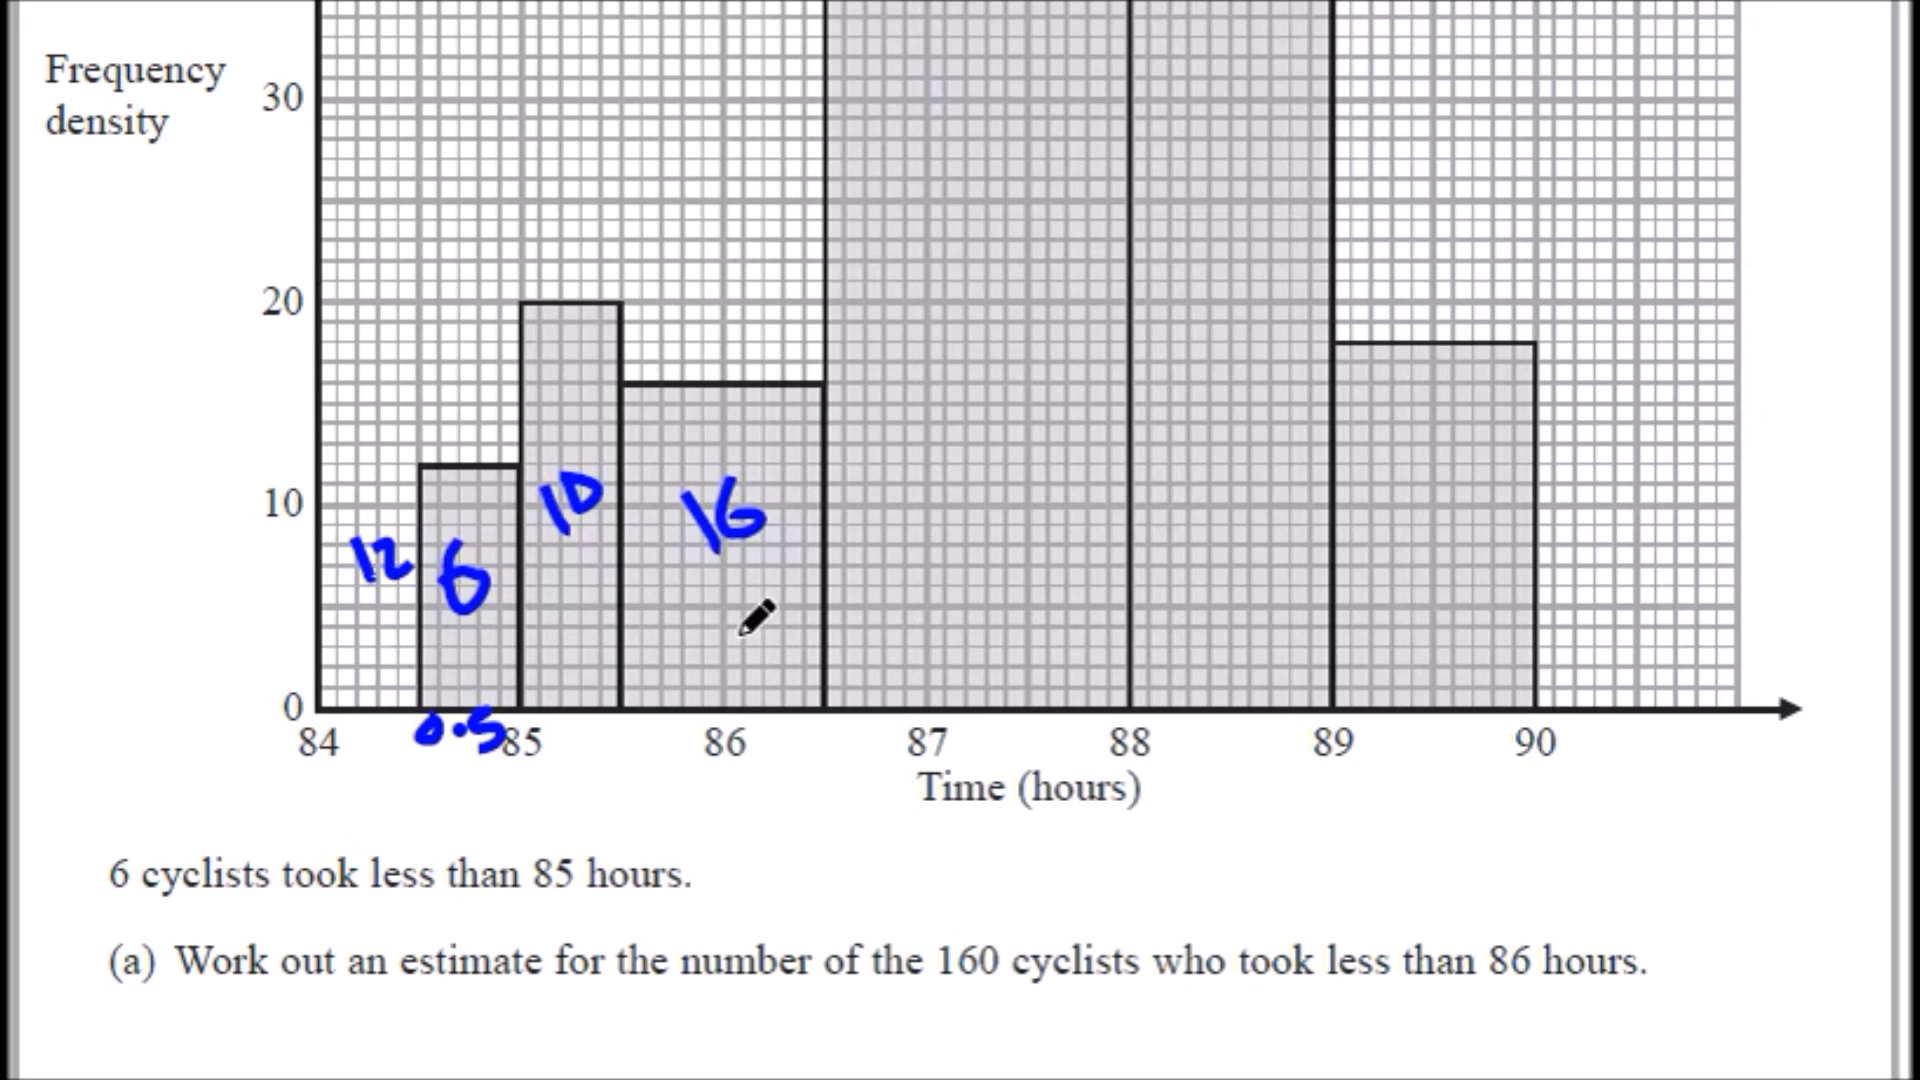 Frequency
density
30
20
10
0
12
6
10
16
0.5
84 85 86 87 88 89 90
Time (hours)
6 cyclists took less than 85 hours.
(a) Work out an estimate for the number of the 160 cyclists who took less than 86 hours.